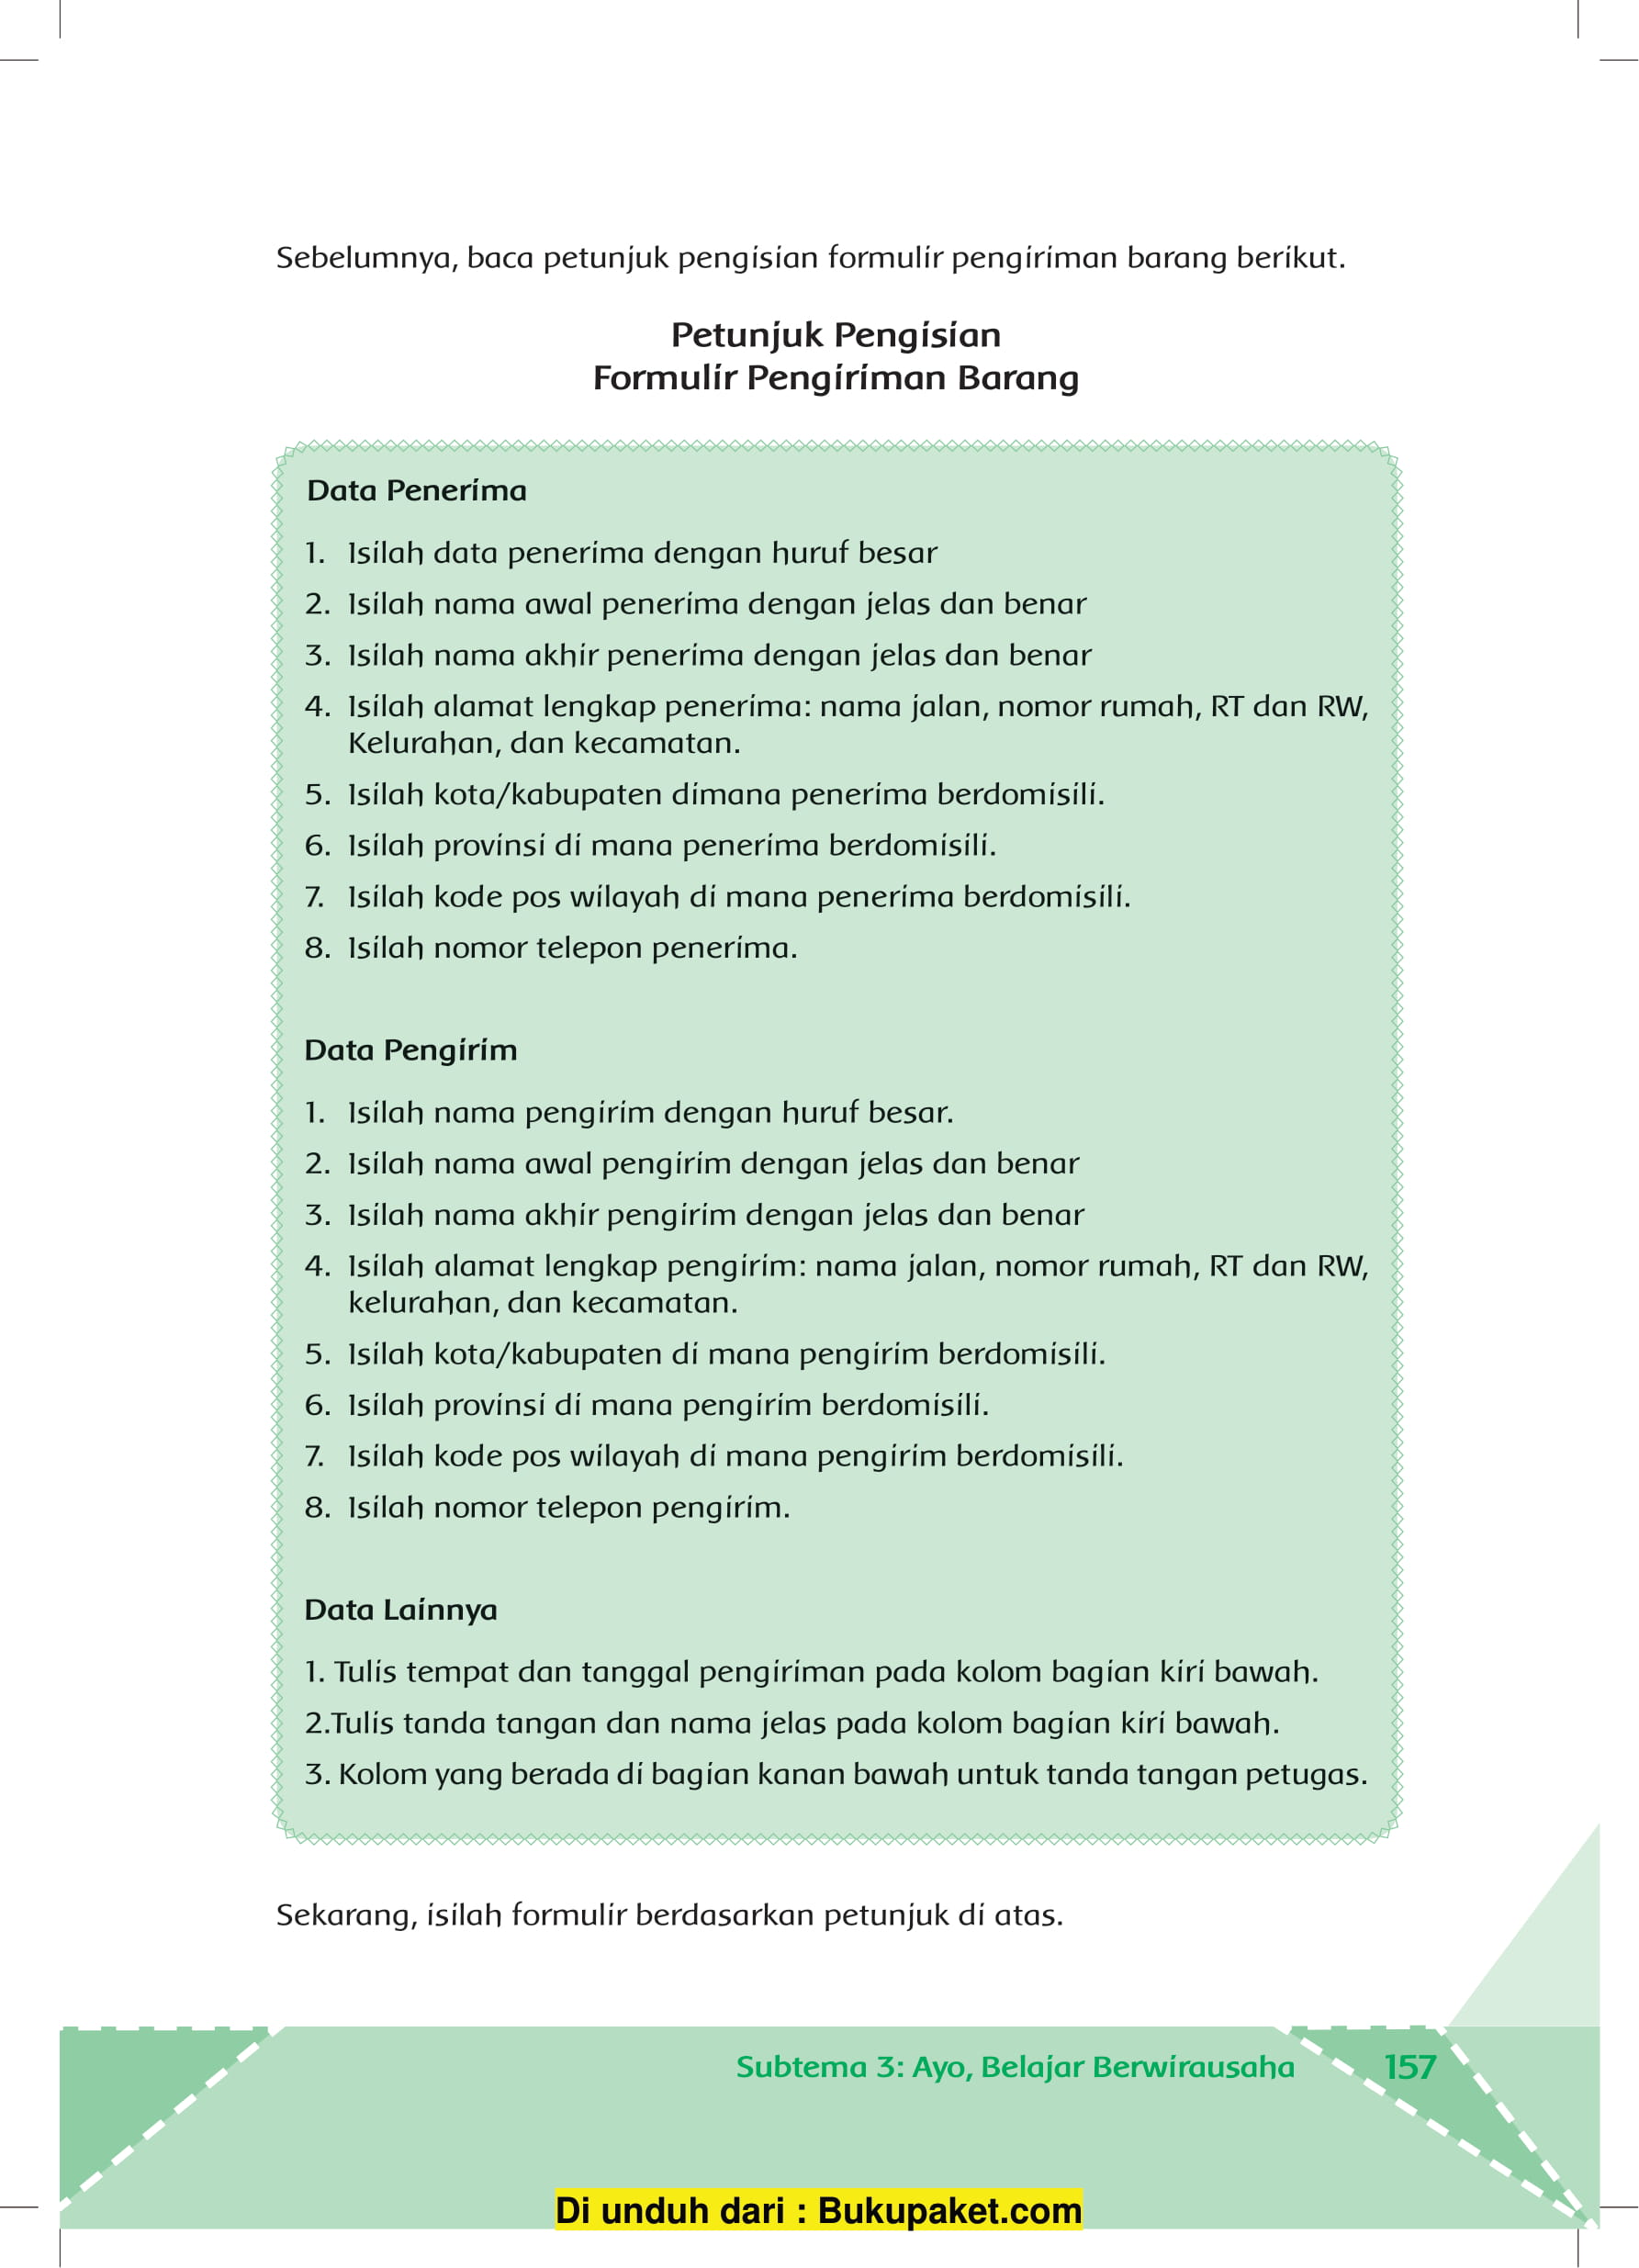 Sebelumnya, baca petunjuk pengisian formulir pengiriman barang berikut.
Petunjuk Pengisian
Formulir Pengiriman Barang
Data Penerima
1. Isilah data penerima dengan huruf besar
2. Isilah nama awal penerima dengan jelas dan benar
3. Isilah nama akhir penerima dengan jelas dan benar
4. Isilah alamat lengkap penerima: nama jalan, nomor rumah, RT dan RW,
Kelurahan, dan kecamatan.
5. Isilah kota/kabupaten dimana penerima berdomisili.
6. Isilah provinsi di mana penerima berdomisili.
7. Isilah kode pos wilayah di mana penerima berdomisili.
8. Isilah nomor telepon penerima.
Data Pengirim
1. Isilah nama pengirim dengan huruf besar.
2. Isilah nama awal pengirim dengan jelas dan benar
3. Isilah nama akhir pengirim dengan jelas dan benar
4. Isilah alamat lengkap pengirim: nama jalan, nomor rumah, RT dan RW,
kelurahan, dan kecamatan.
5. Isilah kota/kabupaten di mana pengirim berdomisili.
6. Isilah provinsi di mana pengirim berdomisili.
7. Isilah kode pos wilayah di mana pengirim berdomisili.
8. Isilah nomor telepon pengirim.
Data Lainnya
1. Tulis tempat dan tanggal pengiriman pada kolom bagian kiri bawah.
2.Tulis tanda tangan dan nama jelas pada kolom bagian kiri bawah.
3. Kolom yang berada di bagian kanan bawah untuk tanda tangan petugas.
Sekarang, isilah formulir berdasarkan petunjuk di atas.
Subtema 3: Ayo, Belajar Berwirausaha 157
Di unduh dari : Bukupaket.com